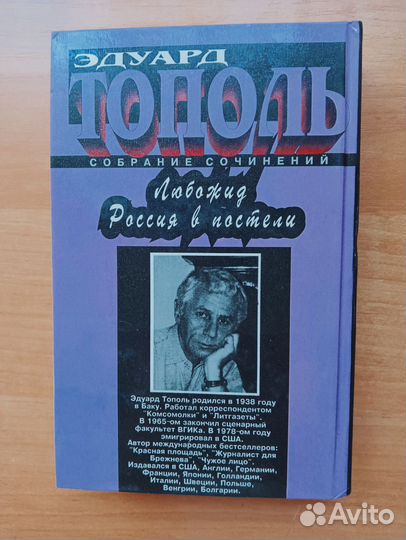 ЭДУАРД
ТОПОЛЬ
СОБРАНИЕ СОЧИНЕНИЙ
Любожид
Россия в постели
Эдуард Тополь родился в 1938 году
в Баку. Работал корреспондентом
"Комсомолки" и "Литгазеты".
В 1965-ом закончил сценарный
факультет ВГИКа. В 1978-ом году
эмигрировал в США.
Автор международных бестселлеров:
"Красная площадь", "Журналист для
Брежнева", "Чужое лицо".
Издавался в США, Англии, Германии,
Франции, Японии, Голландии,
Италии, Швеции, Польше,
Венгрии, Болгарии.
Avito